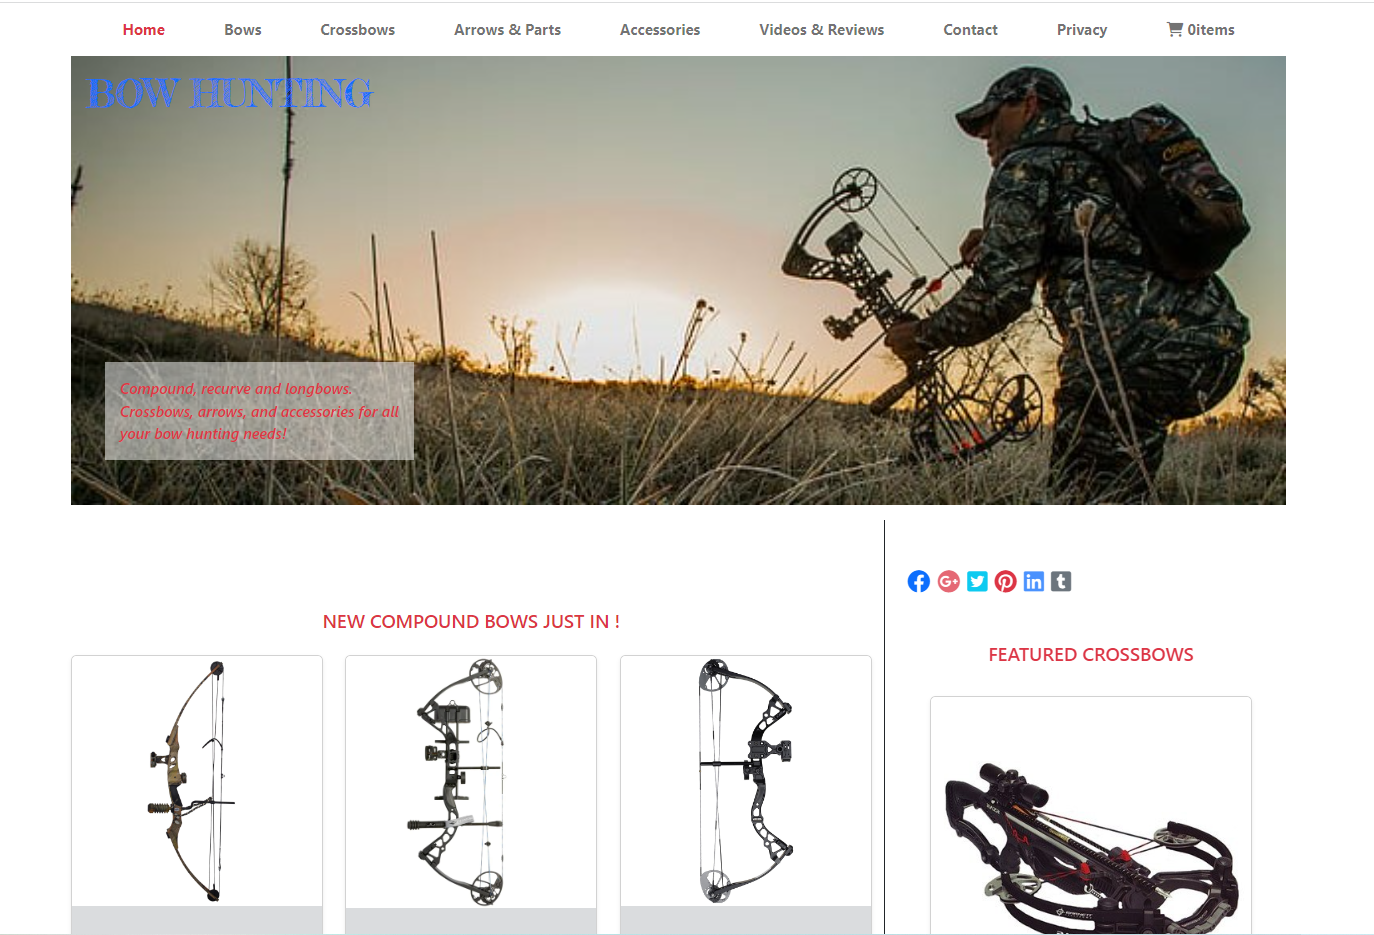 Home Bows Crossbows Arrows & Parts Accessories Videos & Reviews Contact Privacy 0items
BOW HUNTING
Compound, recurve and longbows.
Crossbows, arrows, and accessories for all
your bow hunting needs!
NEW COMPOUND BOWS JUST IN !
FEATURED CROSSBOWS